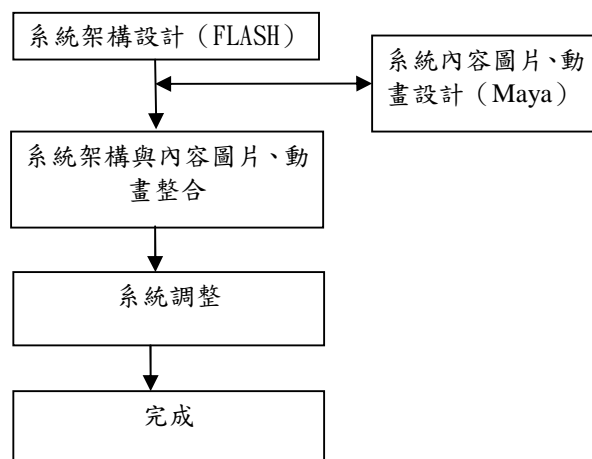 系統架構設計（FLASH）
系統內容圖片、動
畫設計（Maya）
系統架構與內容圖片、動
畫整合
系統調整
完成